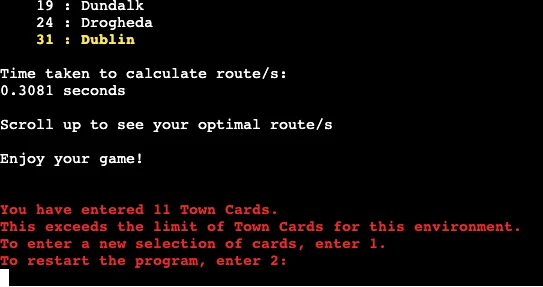 19 : Dundalk
24 : Drogheda
31 : Dublin
Time taken to calculate route/s:
0.3081 seconds
Scroll up to see your optimal route/s
Enjoy your game!
You have entered 11 Town Cards.
This exceeds the limit of Town Cards for this environment.
To enter a new selection of cards, enter 1.
To restart the program, enter 2: